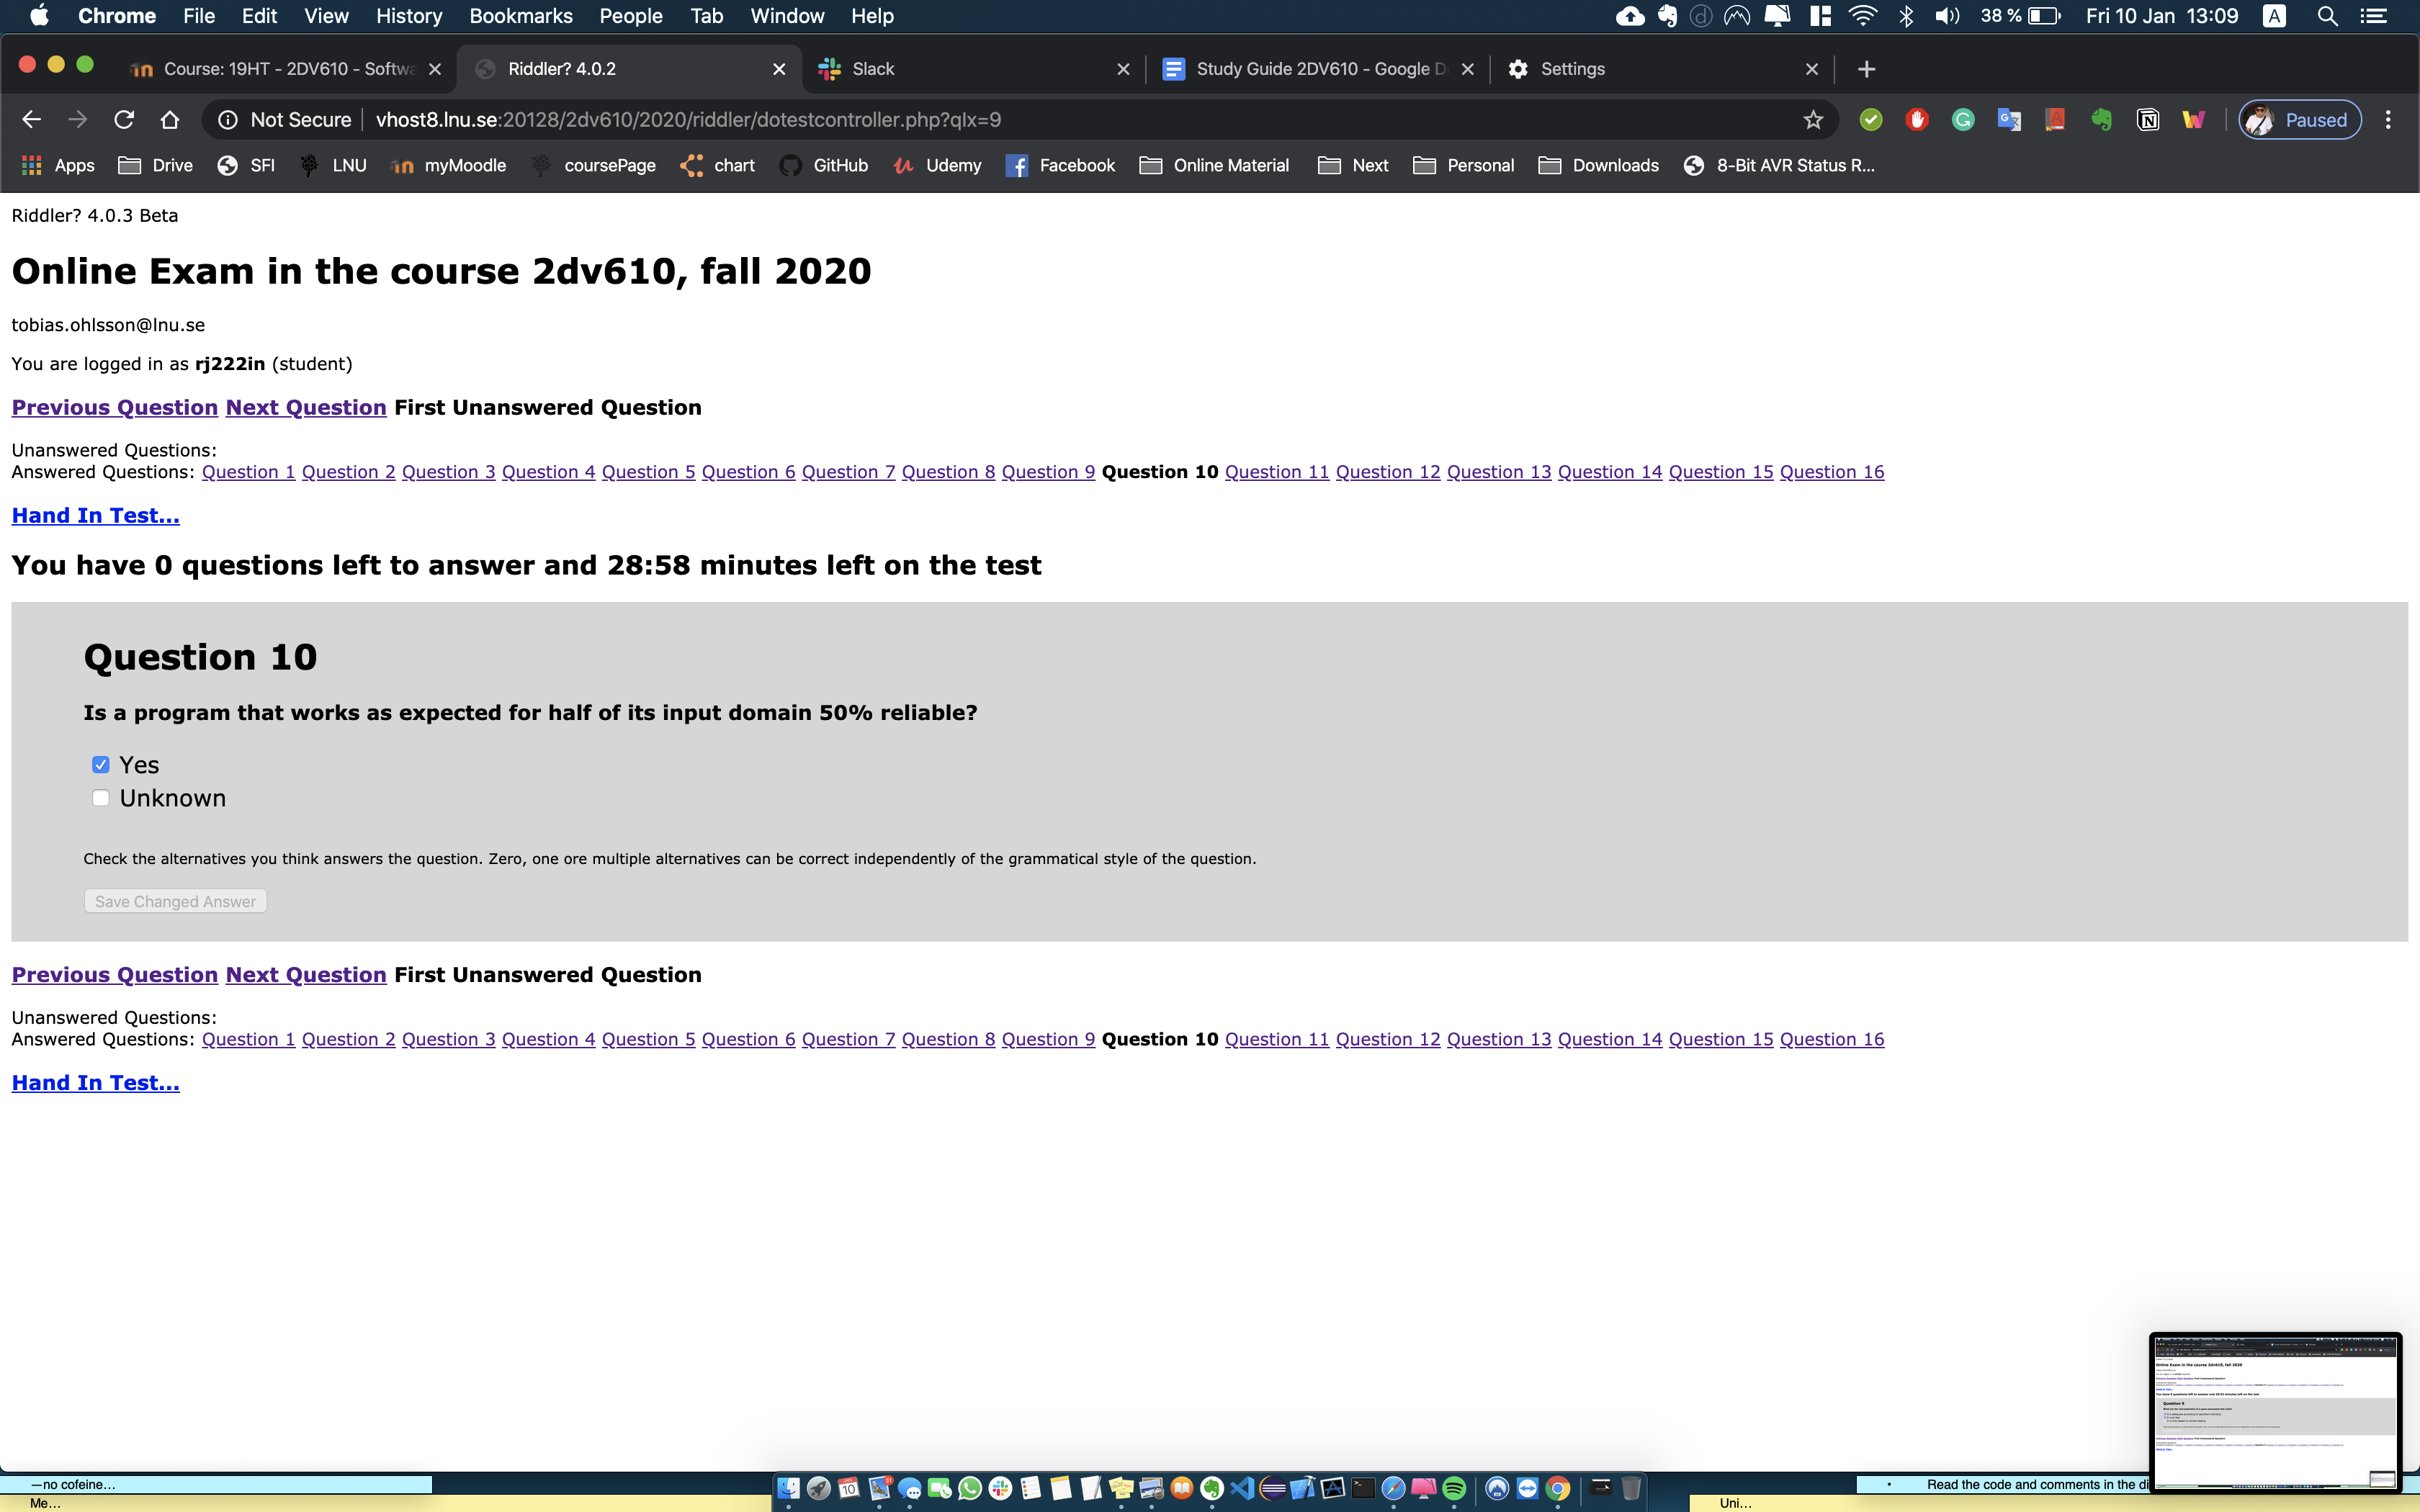 Chrome File Edit View History Bookmarks People Tab Window Help 38 % Fri 10 Jan 13:09 A
Course: 19HT - 2DV610 - Softwa Riddler? 4.0.2 Slack Study Guide 2DV610 - Google D Settings
Not Secure vhost8.lnu.se:20128/2dv610/2020/riddler/dotestcontroller.php?qIx=9 Paused
Apps Drive SFI LNU myMoodle coursePage chart GitHub Udemy Facebook Online Material Next Personal Downloads 8-Bit AVR Status R...
Riddler? 4.0.3 Beta
Online Exam in the course 2dv610, fall 2020
tobias.ohlsson@lnu.se
You are logged in as rj222in (student)
Previous Question Next Question First Unanswered Question
Unanswered Questions:
Answered Questions: Question 1 Question 2 Question 3 Question 4 Question 5 Question 6 Question 7 Question 8 Question 9 Question 10 Question 11 Question 12 Question 13 Question 14 Question 15 Question 16
Hand In Test...
You have 0 questions left to answer and 28:58 minutes left on the test
Question 10
Is a program that works as expected for half of its input domain 50% reliable?
Yes
Unknown
Check the alternatives you think answers the question. Zero, one ore multiple alternatives can be correct independently of the grammatical style of the question.
Save Changed Answer
Previous Question Next Question First Unanswered Question
Unanswered Questions:
Answered Questions: Question 1 Question 2 Question 3 Question 4 Question 5 Question 6 Question 7 Question 8 Question 9 Question 10 Question 11 Question 12 Question 13 Question 14 Question 15 Question 16
Hand In Test...
—no cofeine...
Me...
• Read the code and comments in the di
Uni...